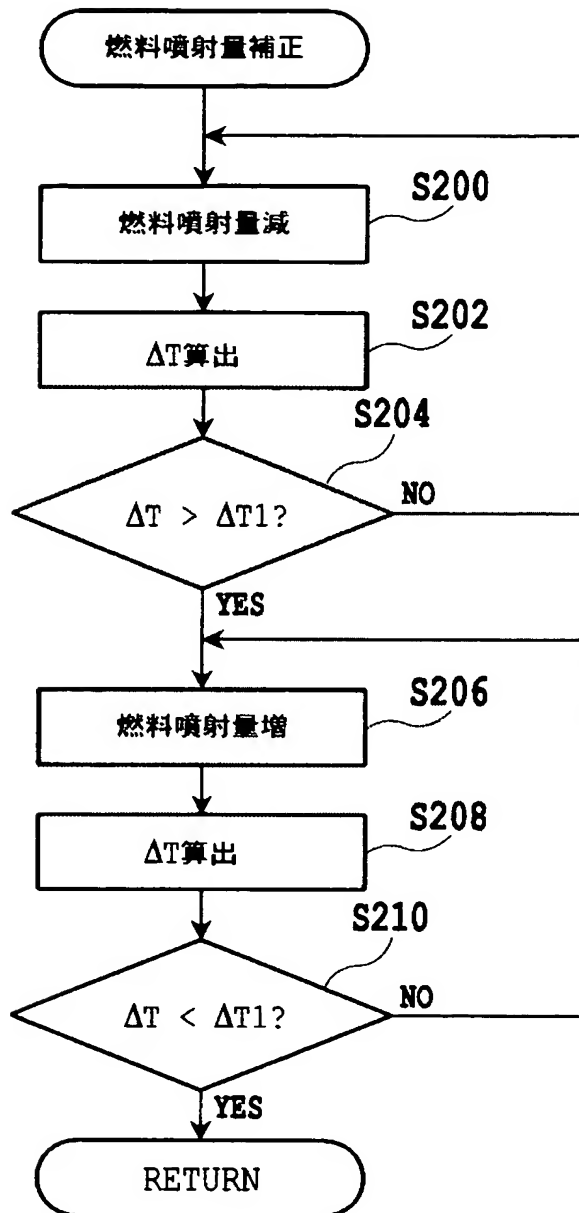 燃料噴射量補正
S200
燃料噴射量減
S202
ΔT算出
S204
ΔT > ΔT1?
NO
YES
S206
燃料噴射量増
S208
ΔT算出
S210
ΔT < ΔT1?
NO
YES
RETURN